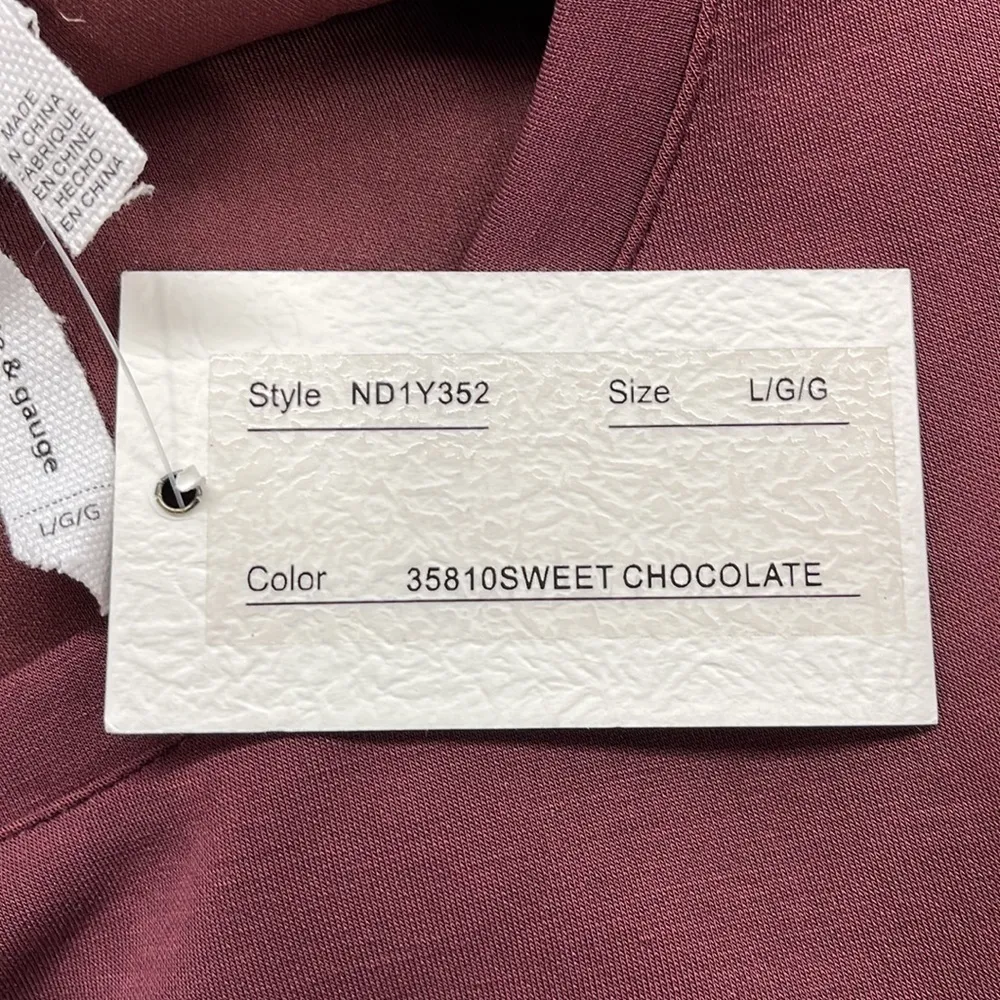 MADE
IN CHINA
FABRIQUE
EN CHINE
HECHO
EN CHINA
& gauge
L/G/G
Style ND1Y352 Size L/G/G
Color 35810SWEET CHOCOLATE